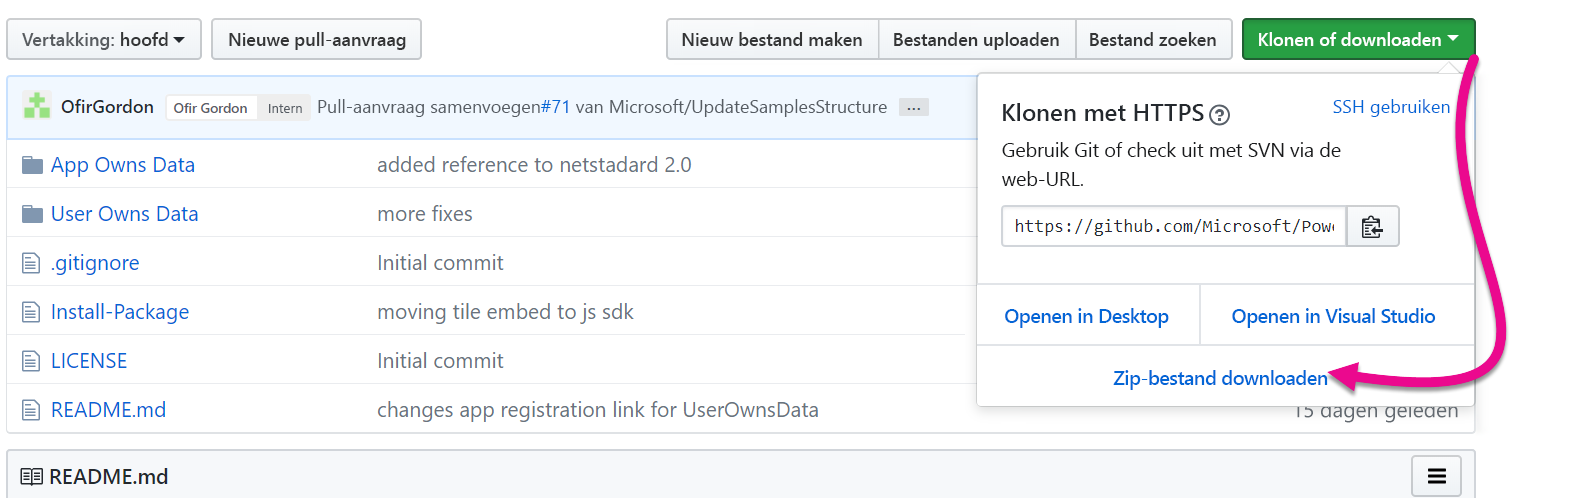 Vertakking: hoofd
Nieuwe pull-aanvraag
Nieuw bestand maken
Bestanden uploaden
Bestand zoeken
Klonen of downloaden
OfirGordon
Ofir Gordon
Intern
Pull-aanvraag samenvoegen#71 van Microsoft/UpdateSamplesStructure
...
Klonen met HTTPS
?
SSH gebruiken
Gebruik Git of check uit met SVN via de
web-URL.
https://github.com/Microsoft/Pow
Openen in Desktop
Openen in Visual Studio
Zip-bestand downloaden
App Owns Data
added reference to netstadard 2.0
User Owns Data
more fixes
.gitignore
Initial commit
Install-Package
moving tile embed to js sdk
LICENSE
Initial commit
README.md
changes app registration link for UserOwnsData
15 dagen geleden
README.md